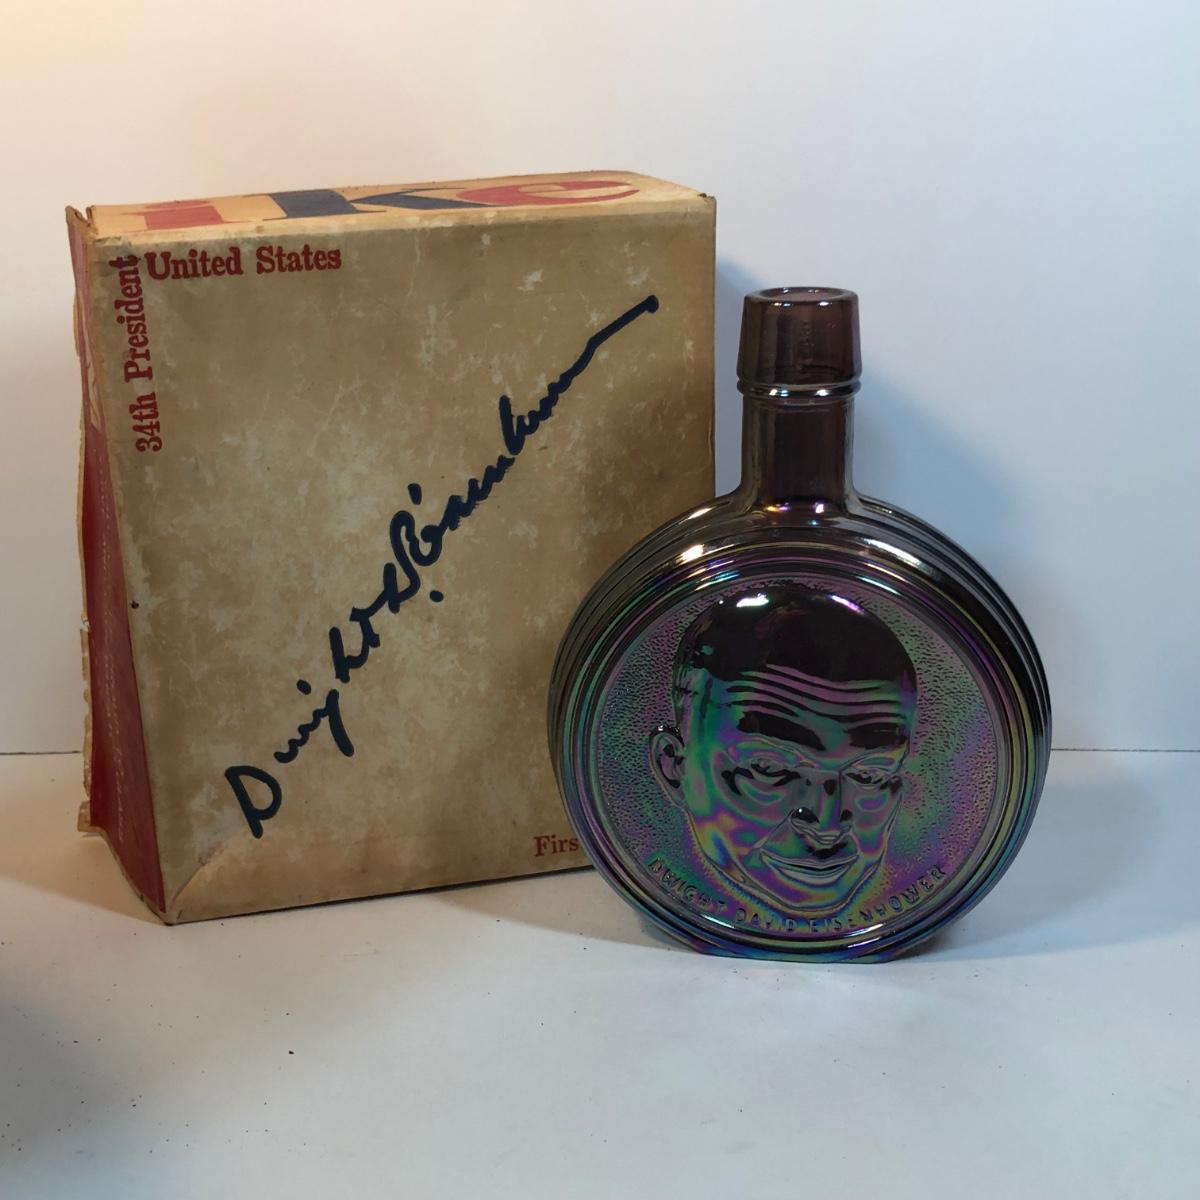 iKe
United States
34th President
Dwight D. Eisenhower
Firs
DWIGHT DAVID EISENHOWER